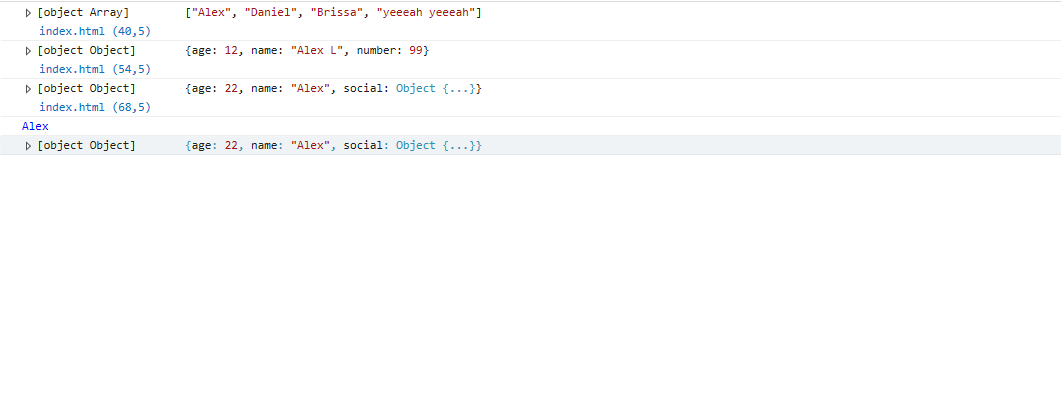 [object Array] ["Alex", "Daniel", "Brissa", "yeeeah yeeeah"]
index.html (40,5)
[object Object] {age: 12, name: "Alex L", number: 99}
index.html (54,5)
[object Object] {age: 22, name: "Alex", social: Object {...}}
index.html (68,5)
Alex
[object Object] {age: 22, name: "Alex", social: Object {...}}